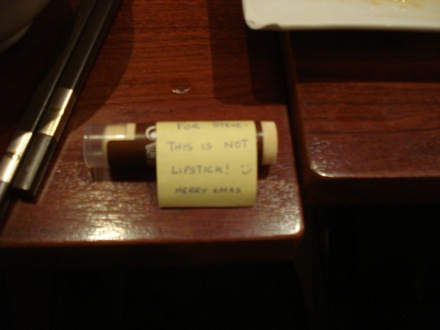 FOR STEVE-
THIS IS NOT
LIPSTICK! :)
MERRY XMAS